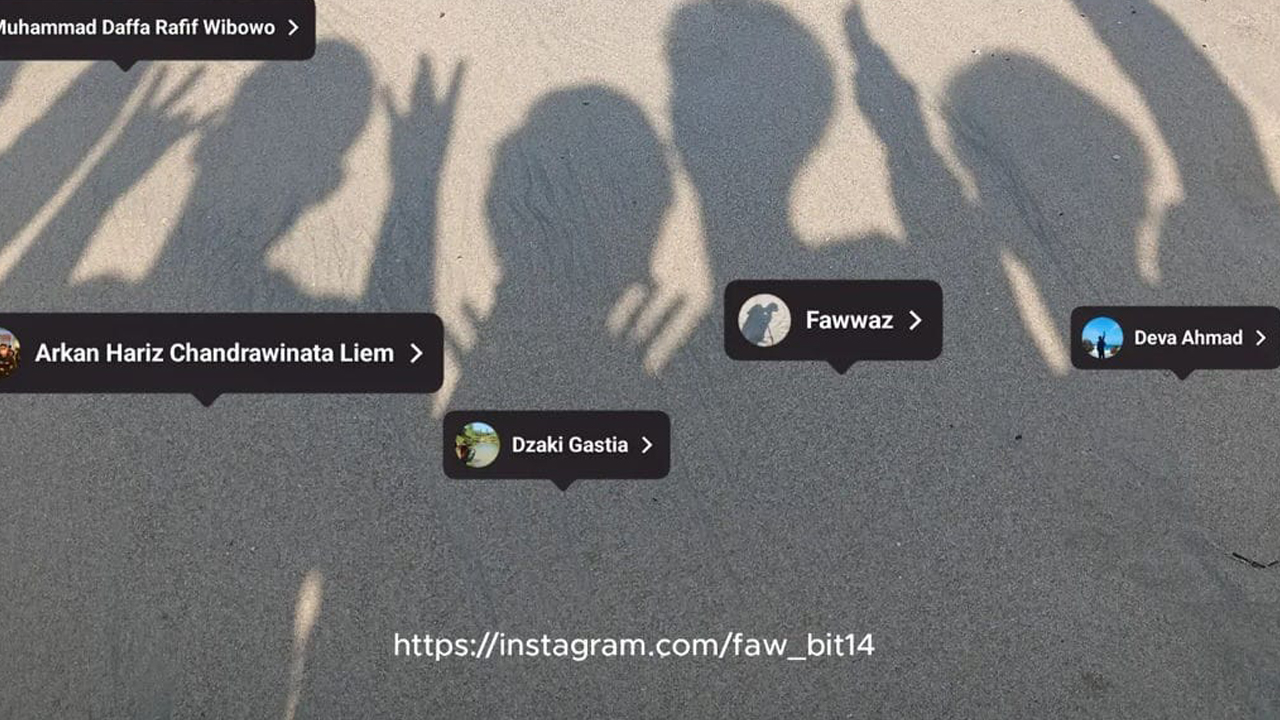 Muhammad Daffa Rafif Wibowo
Arkan Hariz Chandrawinata Liem
Fawwaz
Deva Ahmad
Dzaki Gastia
https://instagram.com/faw_bit14